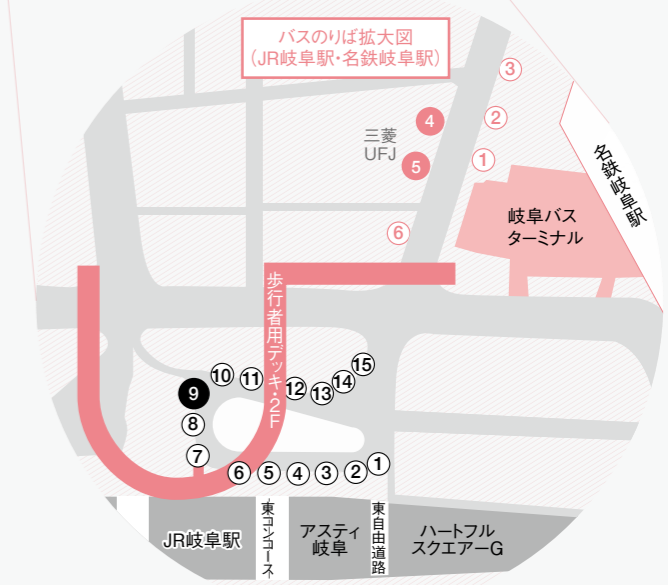 バスのりば拡大図
(JR岐阜駅・名鉄岐阜駅)
3
4
2
三菱
UFJ
5
1
名鉄岐阜駅
岐阜バス
ターミナル
6
歩行者用デッキ・2F
15
10
11
14
9
12
13
8
7
6
5
4
3
2
1
JR岐阜駅
東コンコース
アスティ
岐阜
東自由道路
ハートフル
スクエアーG